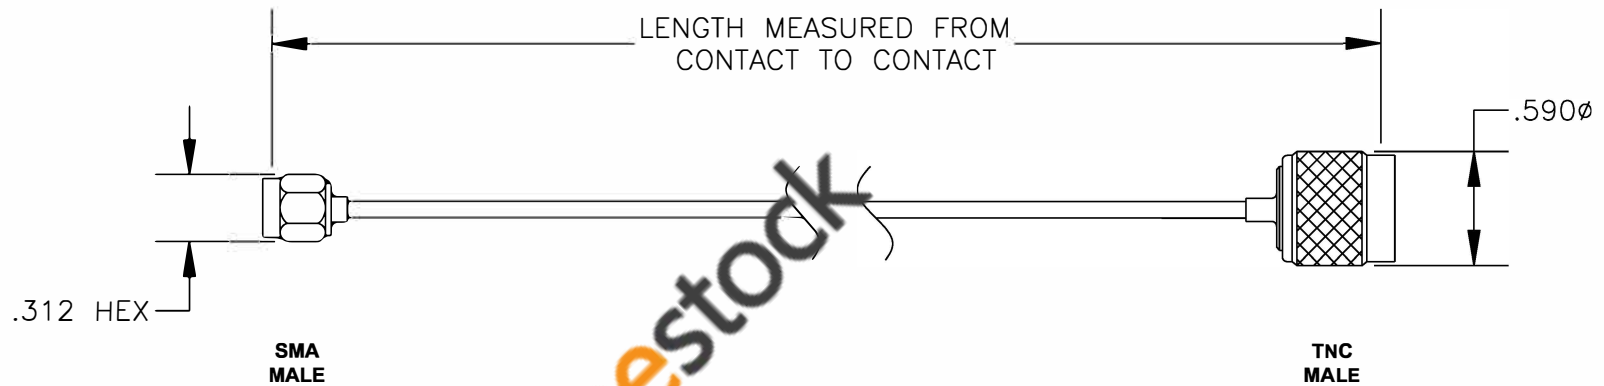 LENGTH MEASURED FROM
CONTACT TO CONTACT
.590ø
.312 HEX
estock
SMA
MALE
TNC
MALE